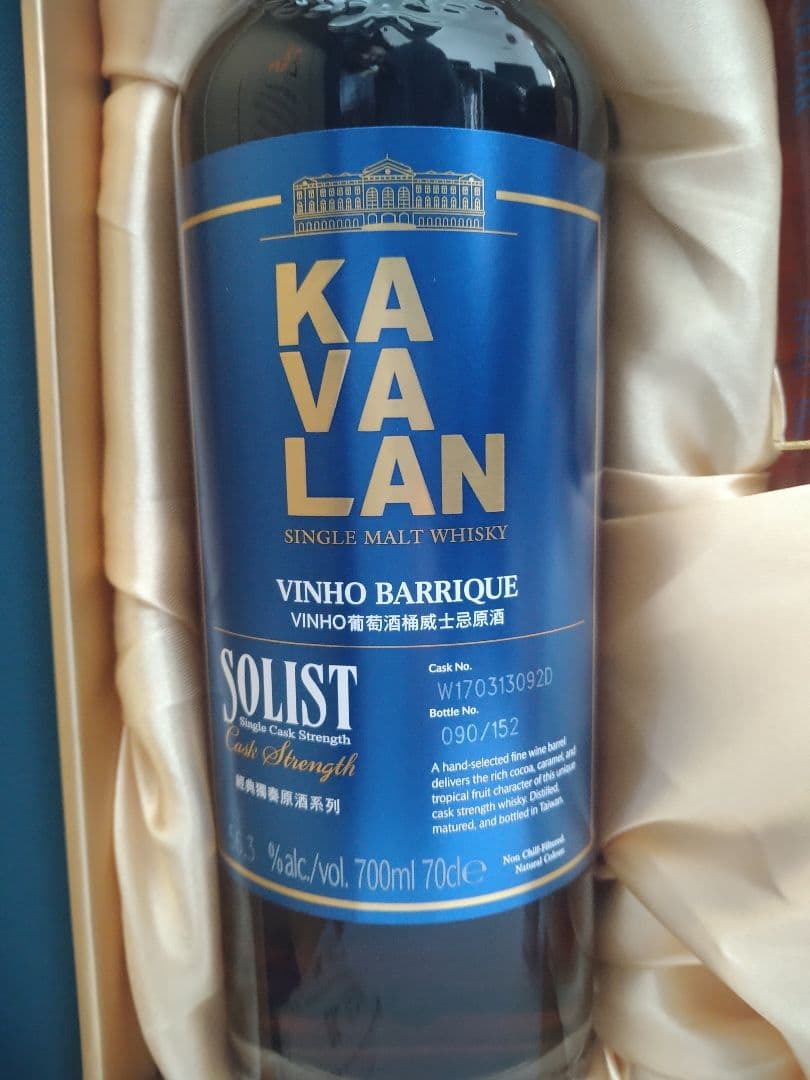 KA
VA
LAN
SINGLE MALT WHISKY
VINHO BARRIQUE
VINHO葡萄酒桶威士忌原酒
SOLIST
Single Cask Strength
Cask Strength
經典獨奏原酒系列
Cask No.
W170313092D
Bottle No.
090/152
A hand-selected fine wine barrel
delivers the rich cocoa, caramel and
tropical fruit character of this unique
cask strength whisky. Distilled,
matured, and bottled in Taiwan.
56.3 %alc./vol. 700ml 70cl℮
Non Chill-Filtered.
Natural Colour.